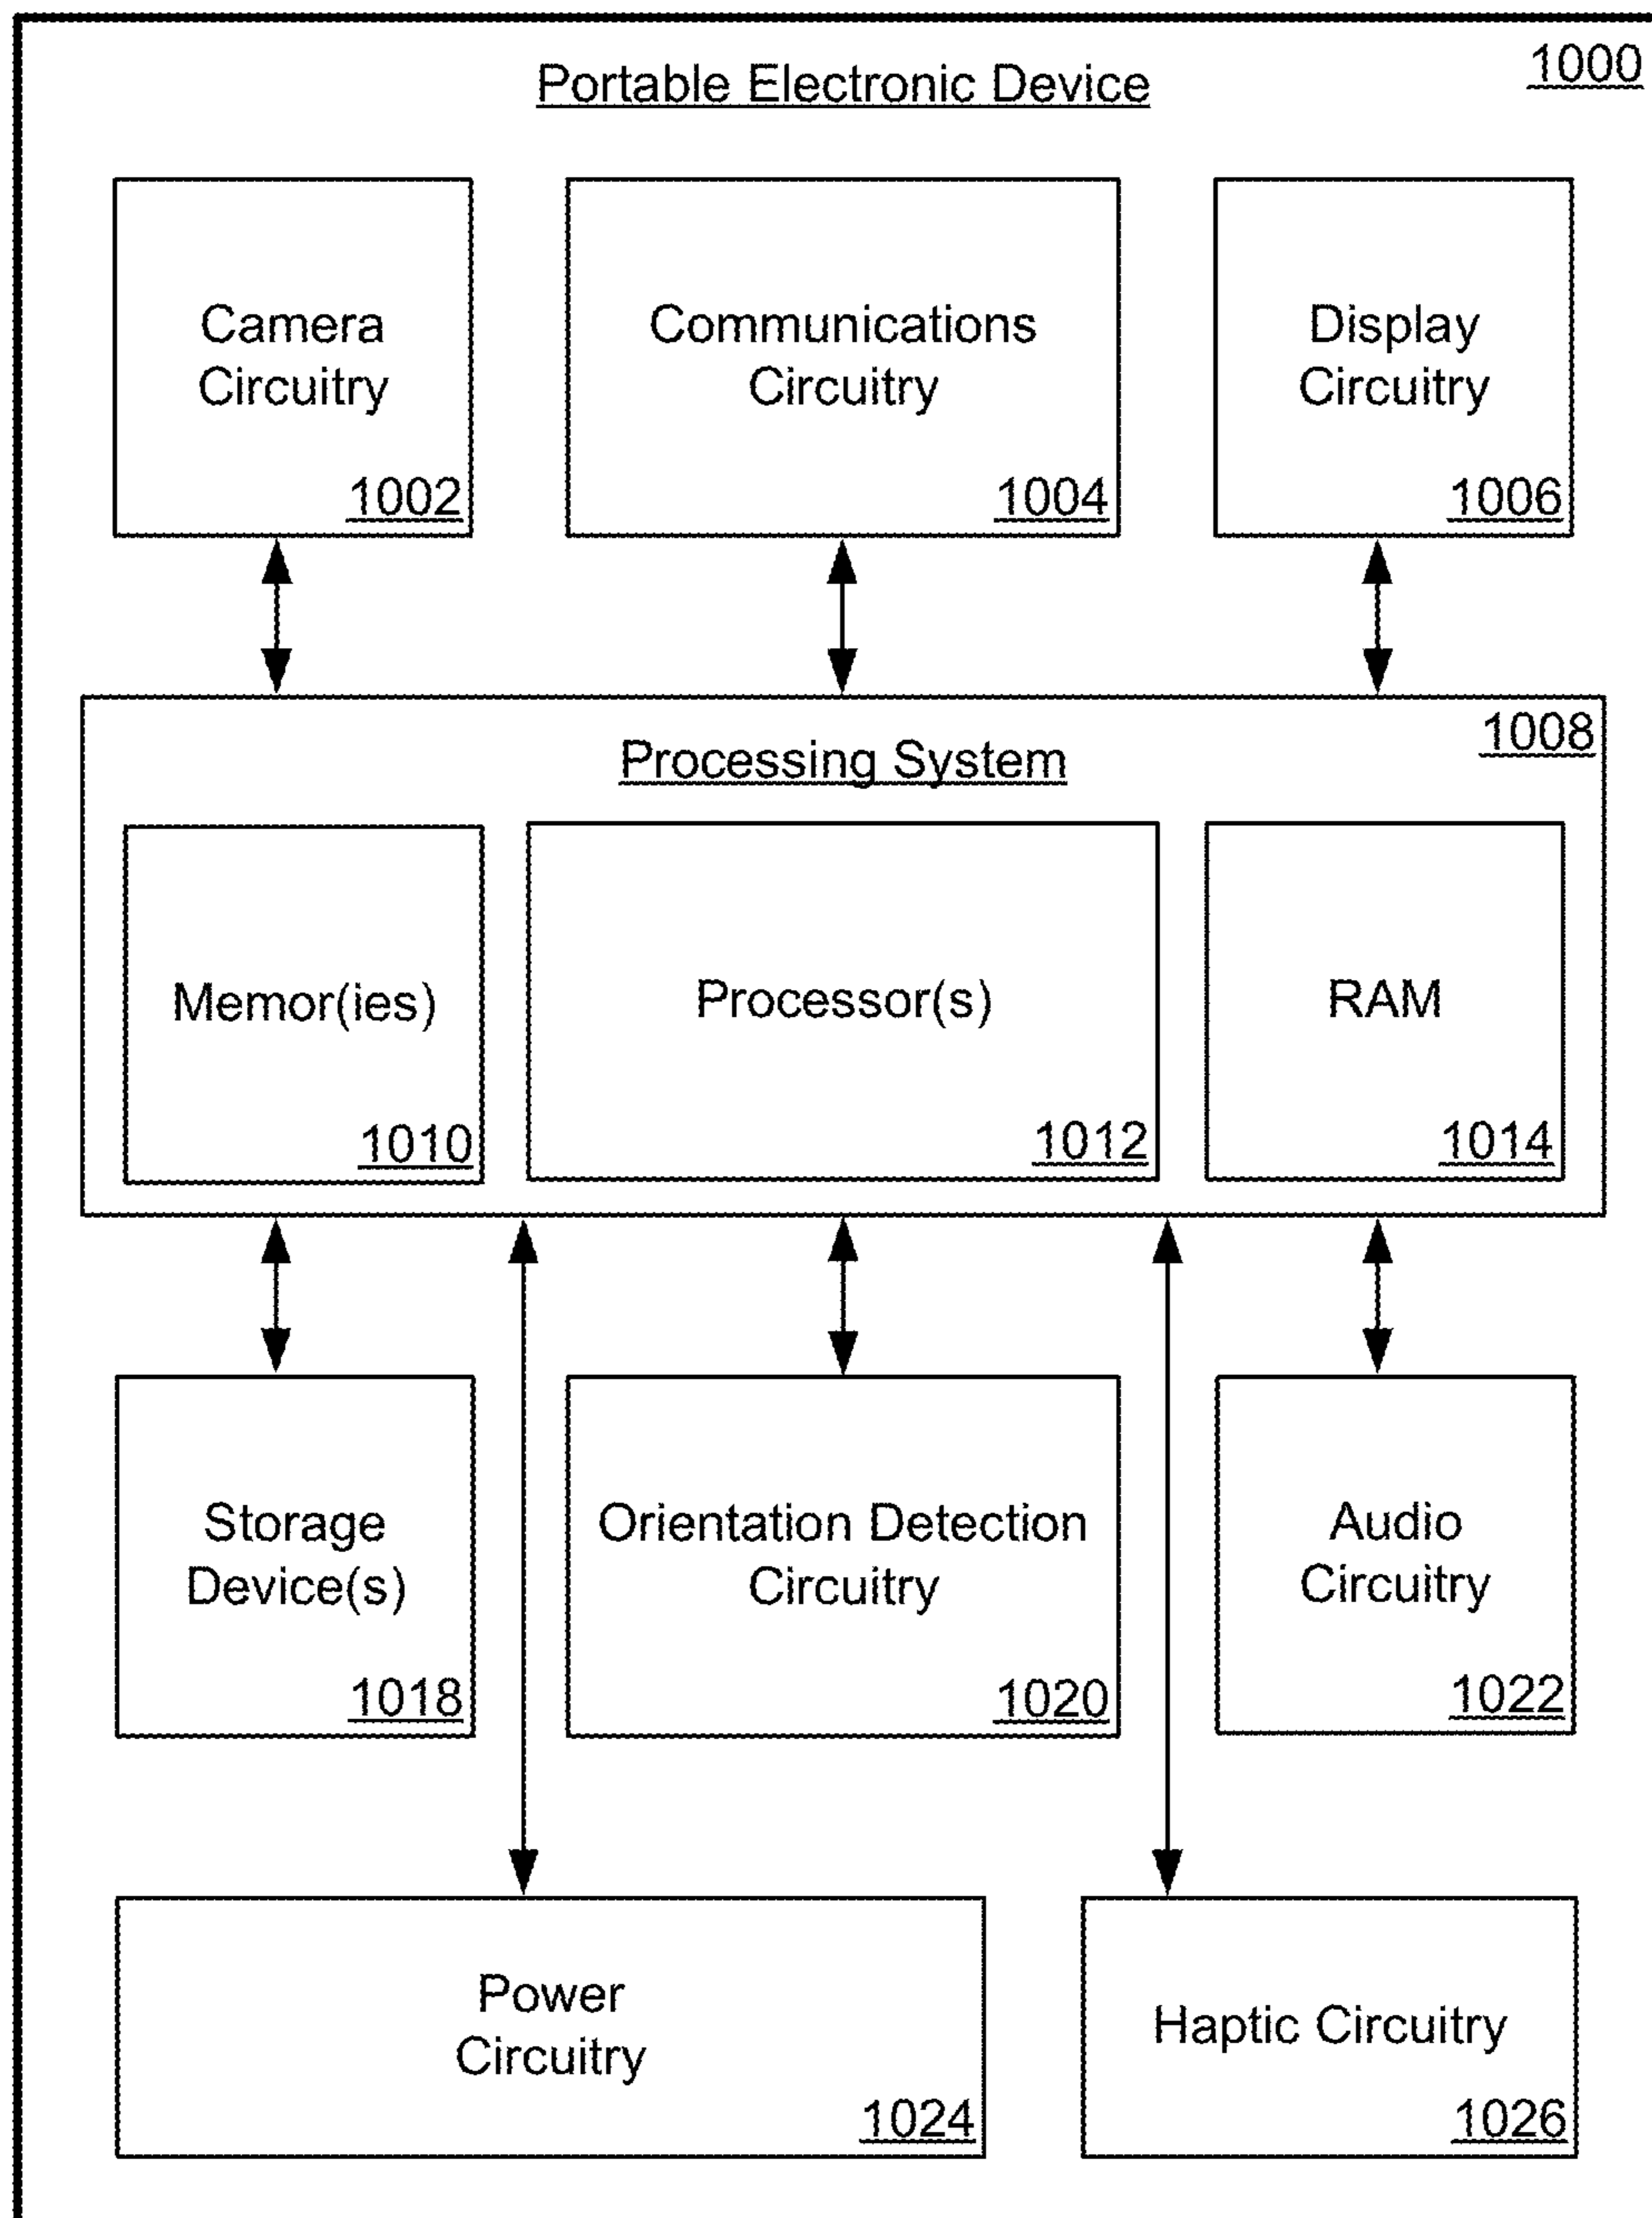 Portable Electronic Device
1000
Camera
Circuitry
1002
Communications
Circuitry
1004
Display
Circuitry
1006
1008
Processing System
Memor(ies)
1010
Processor(s)
1012
RAM
1014
Storage
Device(s)
1018
Orientation Detection
Circuitry
1020
Audio
Circuitry
1022
Power
Circuitry
1024
Haptic Circuitry
1026